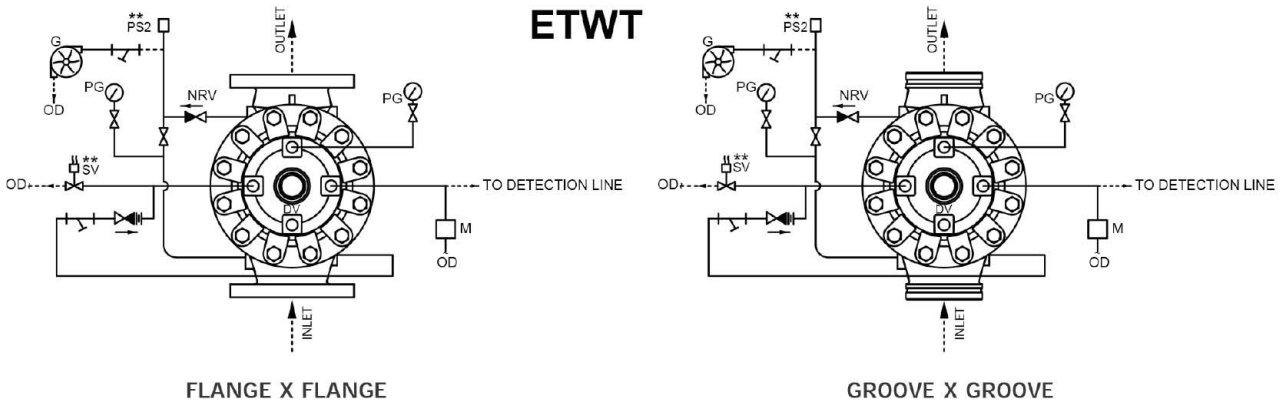 ETWT
**
PS2
G
OUTLET
PG
OD
NRV
PG
**
SV
OD
TO DETECTION LINE
DV
M
OD
INLET
FLANGE X FLANGE
**
PS2
G
OUTLET
PG
OD
NRV
PG
**
SV
OD
TO DETECTION LINE
DV
M
OD
INLET
GROOVE X GROOVE